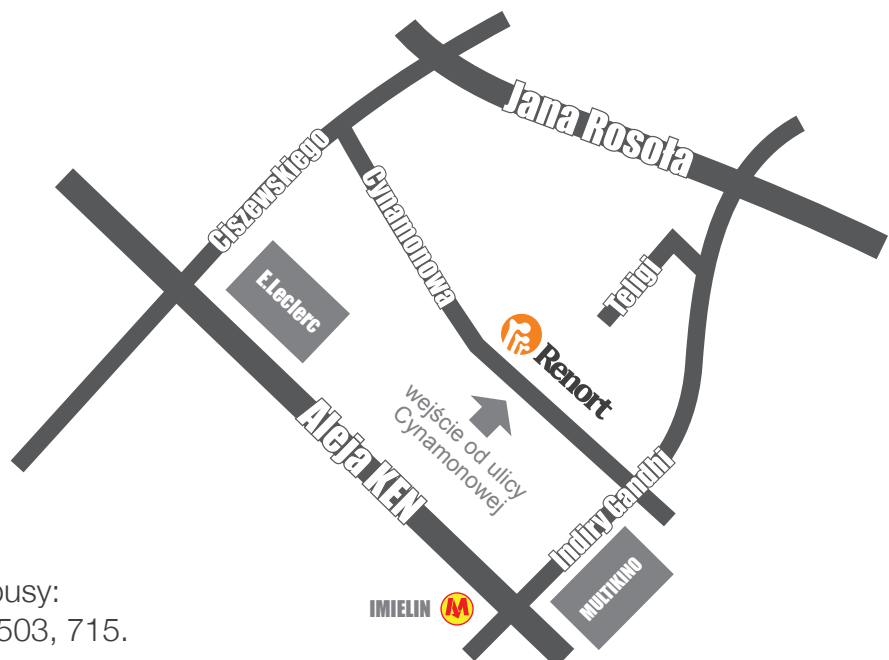 Jana Rosoła
Ciszewskiego
Cynamonowa
E.Leclerc
Teligi
Renort
wejście od ulicy
Cynamonowej
Aleja KEN
Indiry Gandhi
MULTIKINO
IMIELIN M
503, 715.